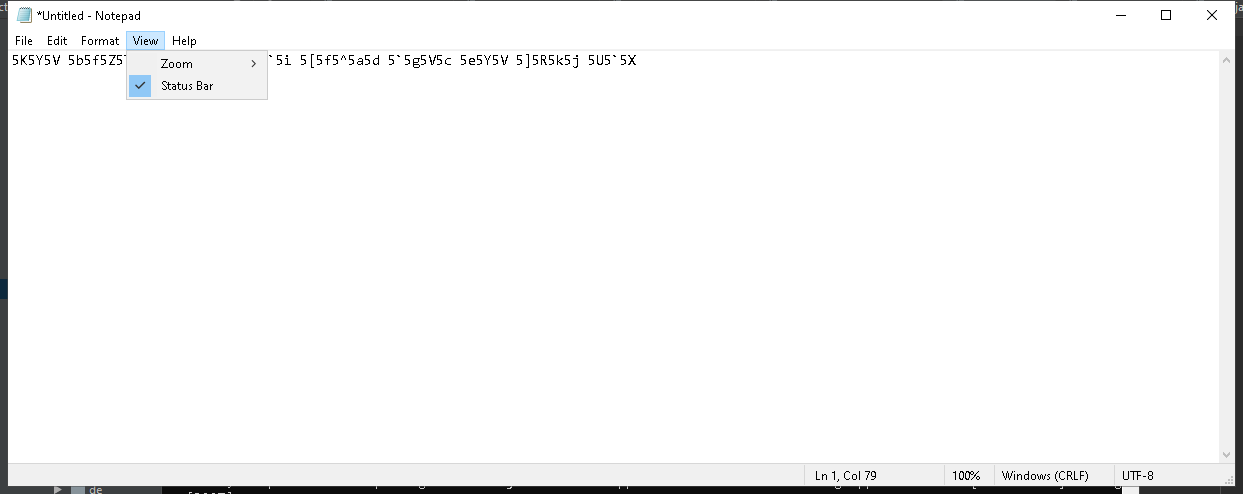 *Untitled - Notepad
File Edit Format View Help
5K5Y5V 5b5f5Z5 `5i 5[5f5^5a5d 5`5g5V5c 5e5Y5V 5]5R5k5j 5U5`5X
Zoom
Status Bar
Ln 1, Col 79 100% Windows (CRLF) UTF-8
de